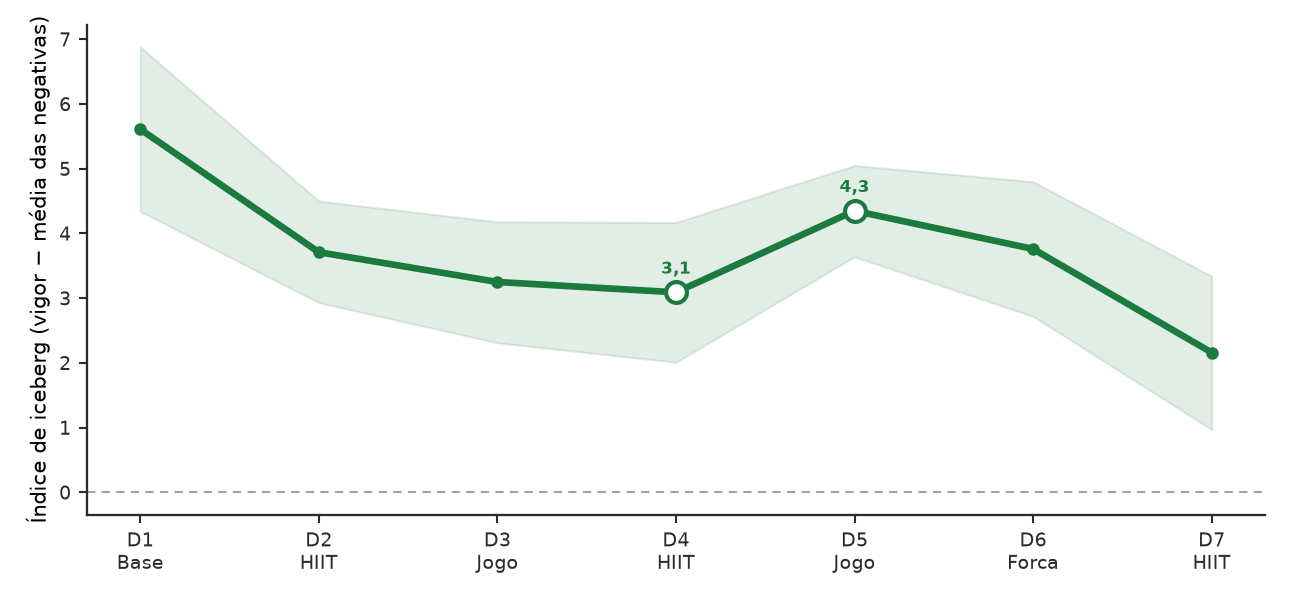 Índice de iceberg (vigor − média das negativas)
7
6
5
4
3
2
1
0
3,1
4,3
D1
Base
D2
HIIT
D3
Jogo
D4
HIIT
D5
Jogo
D6
Forca
D7
HIIT